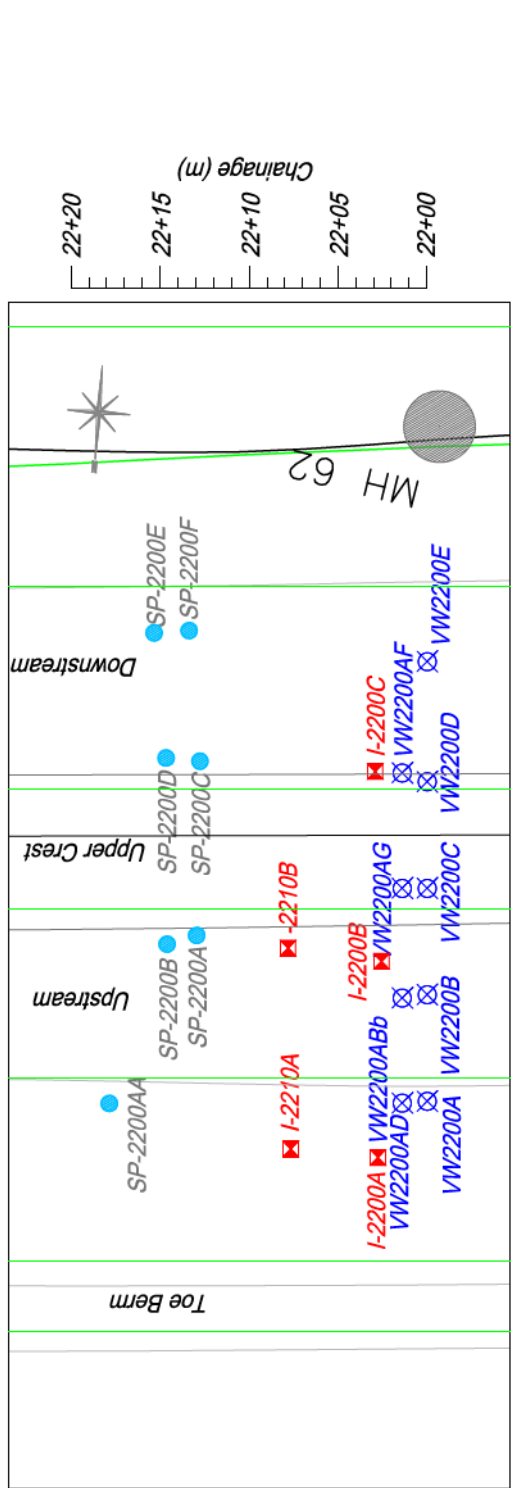 Chainage (m)
22+20
22+15
22+10
22+05
22+00
MH 62
SP-2200E
SP-2200F
Downstream
VW2200E
I-2200C
VW2200AF
VW2200D
SP-2200D
SP-2200C
Upper Crest
-2210B
I-2200B
VW2200AG
VW2200C
SP-2200B
SP-2200A
Upstream
VW2200ABb
VW2200B
SP-2200AA
I-2210A
I-2200A
VW2200AD
VW2200A
Toe Berm